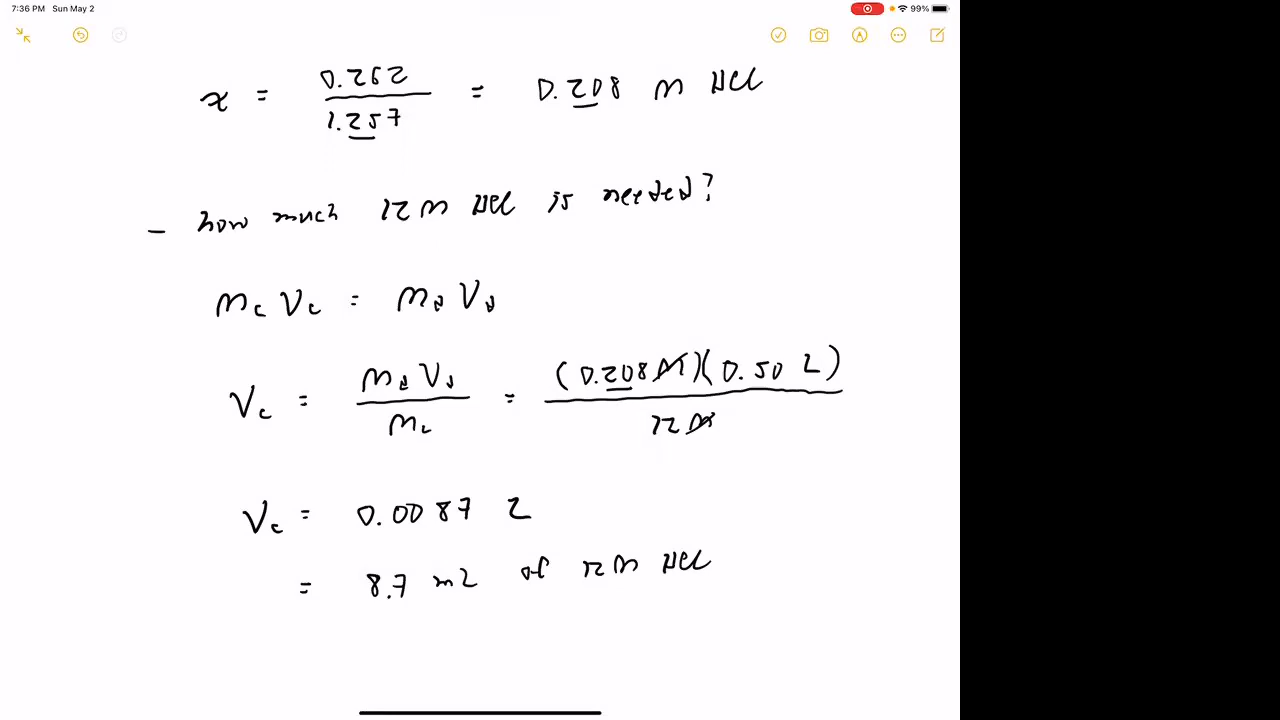 7:36 PM Sun May 2 99%
x = 0.262 / 1.257 = 0.208 M HCl
- how much 12 M HCl is needed?
McVc = MdVd
Vc = MdVd / Mc = (0.208 M)(0.50 L) / 12 M
Vc = 0.0087 L
= 8.7 mL of 12 M HCl